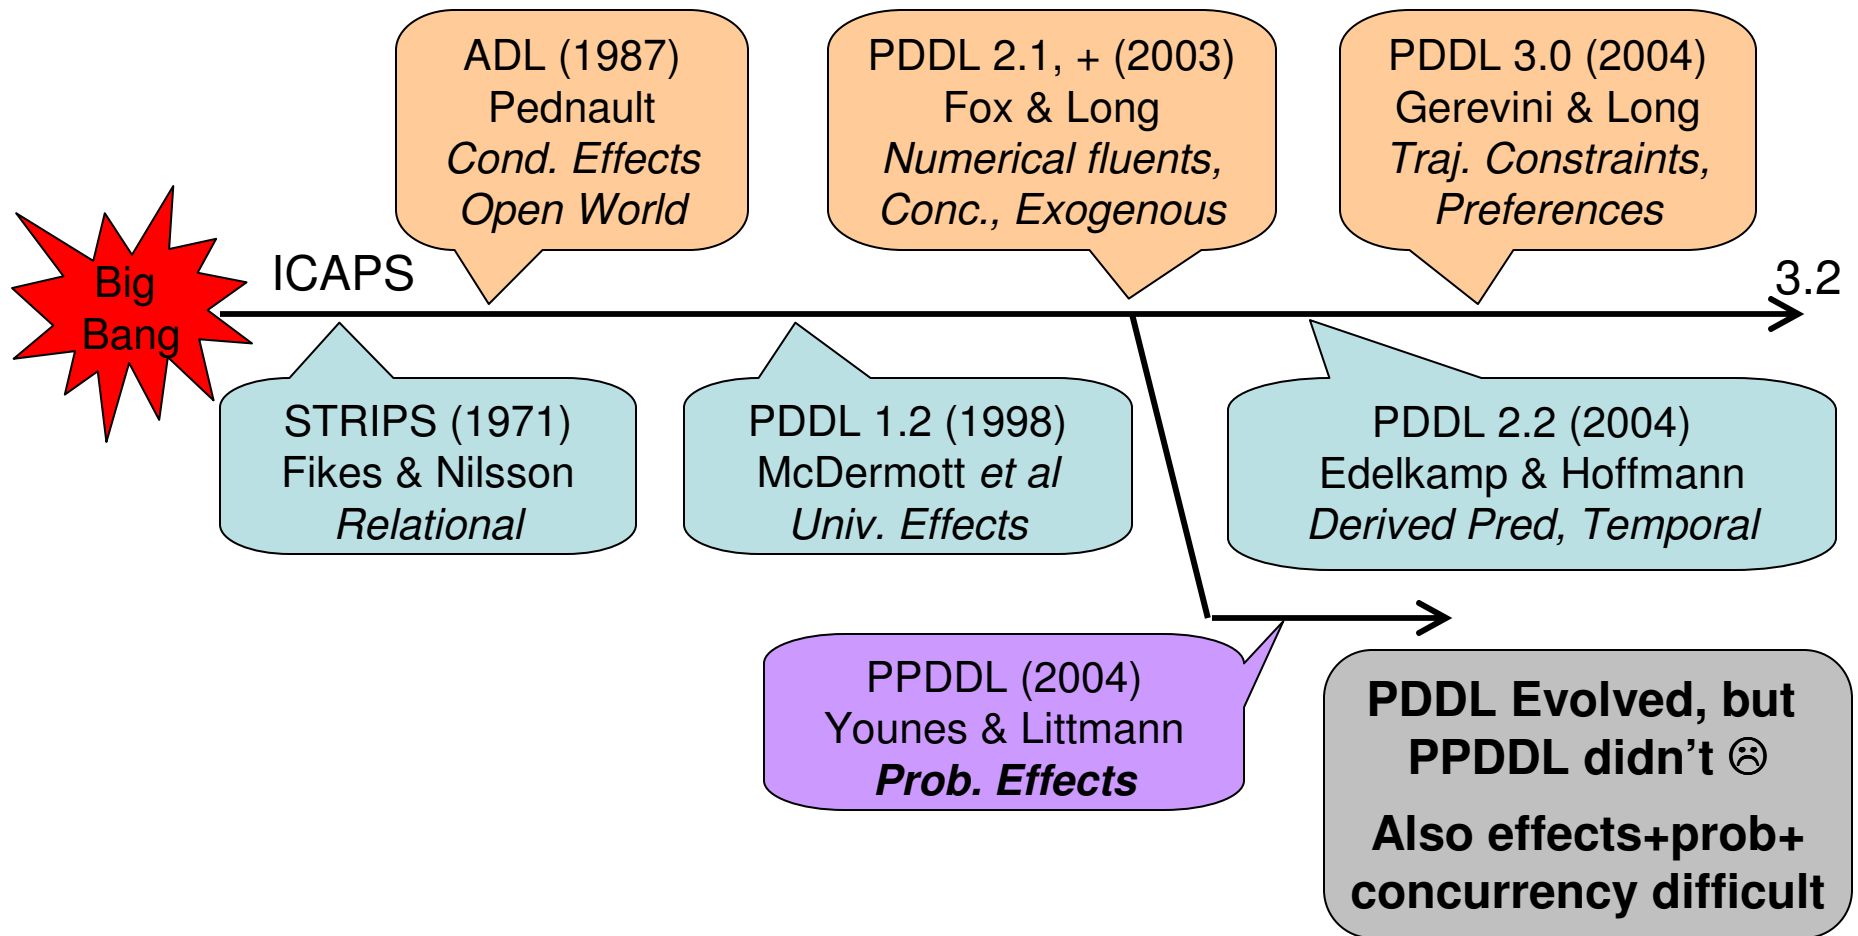 ADL (1987)
Pednault
Cond. Effects
Open World
PDDL 2.1, + (2003)
Fox & Long
Numerical fluents,
Conc., Exogenous
PDDL 3.0 (2004)
Gerevini & Long
Traj. Constraints,
Preferences
Big
Bang
ICAPS
3.2
STRIPS (1971)
Fikes & Nilsson
Relational
PDDL 1.2 (1998)
McDermott et al
Univ. Effects
PDDL 2.2 (2004)
Edelkamp & Hoffmann
Derived Pred, Temporal
PPDDL (2004)
Younes & Littmann
Prob. Effects
PDDL Evolved, but
PPDDL didn’t ☹
Also effects+prob+
concurrency difficult